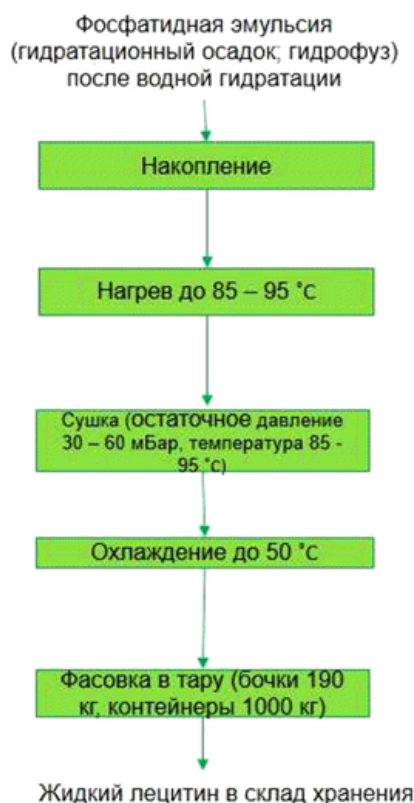 Фосфатидная эмульсия
(гидратационный осадок; гидрофуз)
после водной гидратации
Накопление
Нагрев до 85 – 95 ˚С
Сушка (остаточное давление
30 – 60 мБар, температура 85 -
95 ˚С)
Охлаждение до 50 ˚С
Фасовка в тару (бочки 190
кг, контейнеры 1000 кг)
Жидкий лецитин в склад хранения